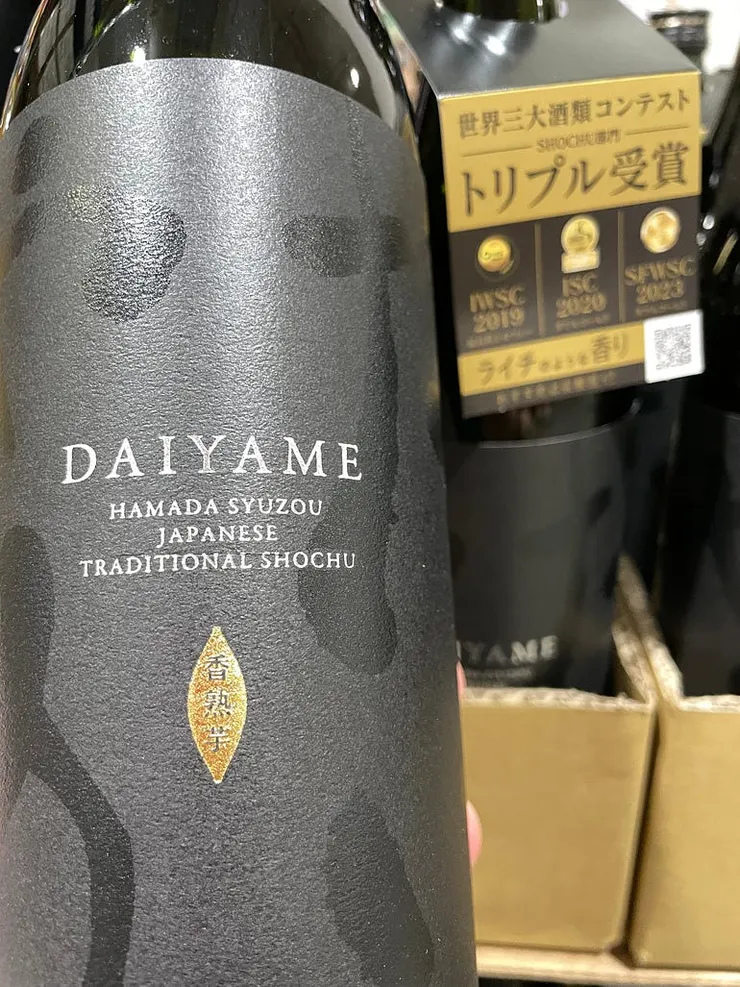 DAIYAME
HAMADA SYUZOU
JAPANESE
TRADITIONAL SHOCHU
香熟芋
世界三大酒類コンテスト
SHOCHU部門
トリプル受賞
IWSC
2019
ISC
2020
SFWSC
2023
ライチのような香り
IYAME